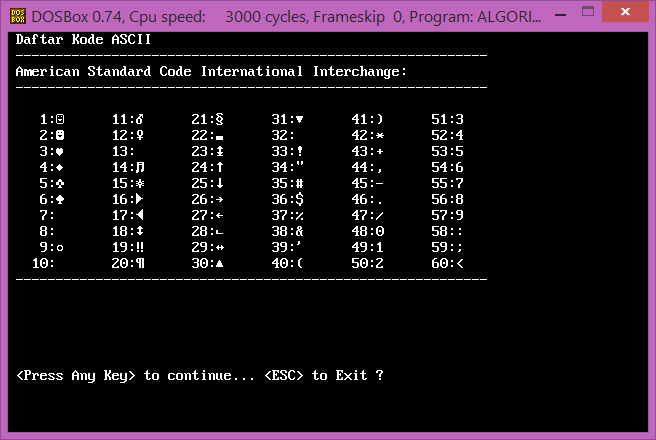 DOSBox 0.74, Cpu speed: 3000 cycles, Frameskip 0, Program: ALGORI...
Daftar Kode ASCII
-----------------------------------------------------------
American Standard Code International Interchange:
-----------------------------------------------------------
1:☺ 11:♂ 21:§ 31:▼ 41:) 51:3
2:☻ 12:♀ 22:▬ 32: 42:* 52:4
3:♥ 13: 23:↨ 33:! 43:+ 53:5
4:♦ 14:♫ 24:↑ 34:" 44:, 54:6
5:♣ 15:☼ 25:↓ 35:# 45:- 55:7
6:♠ 16:► 26:→ 36:$ 46:. 56:8
7: 17:◄ 27:← 37:% 47:/ 57:9
8: 18:↕ 28:∟ 38:& 48:0 58::
9:○ 19:‼ 29:↔ 39:' 49:1 59:;
10: 20:¶ 30:▲ 40:( 50:2 60:<
-----------------------------------------------------------
<Press Any Key> to continue... <ESC> to Exit ?